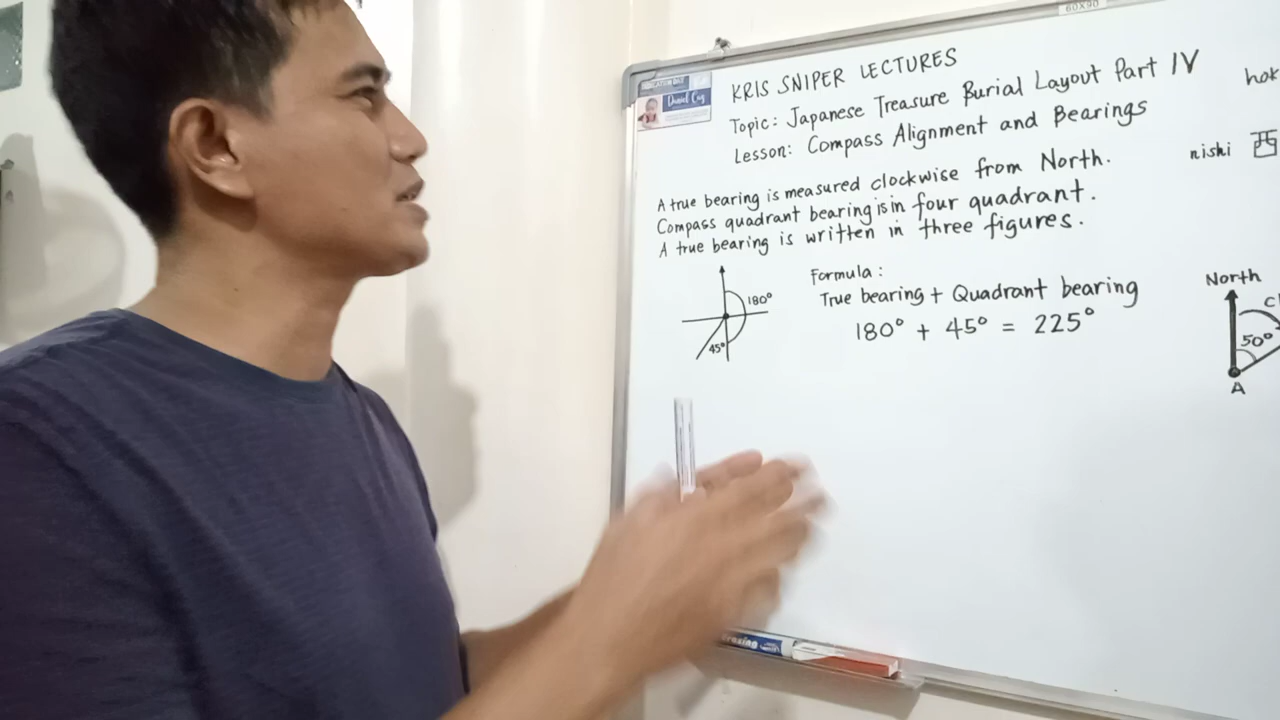 60X90
KRIS SNIPER LECTURES
Topic: Japanese Treasure Burial Layout Part IV
Lesson: Compass Alignment and Bearings
A true bearing is measured clockwise from North.
Compass quadrant bearing is in four quadrant.
A true bearing is written in three figures.
180°
45°
Formula:
True bearing + Quadrant bearing
180° + 45° = 225°
hok
nishi 西
North
50°
A